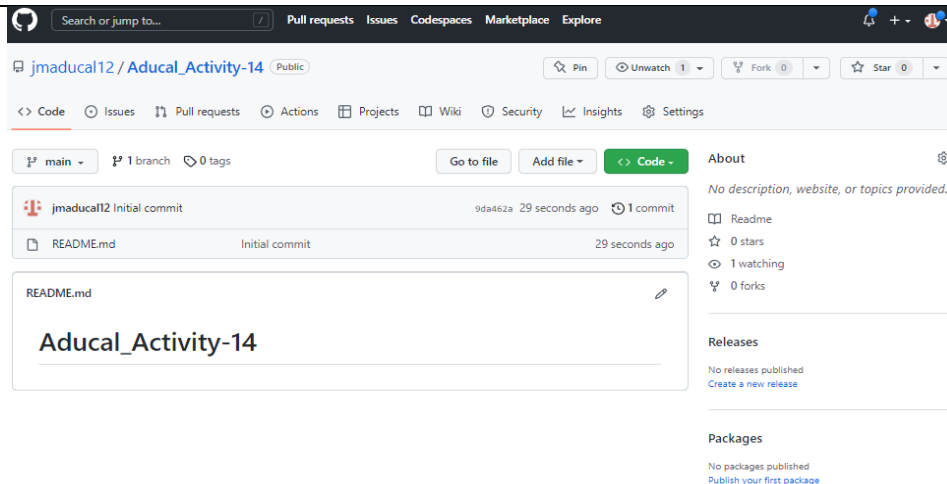 Search or jump to... / Pull requests Issues Codespaces Marketplace Explore
jmaducal12 / Aducal_Activity-14 Public Pin Unwatch 1 Fork 0 Star 0
Code Issues Pull requests Actions Projects Wiki Security Insights Settings
main 1 branch 0 tags Go to file Add file Code
jmaducal12 Initial commit 9da462a 29 seconds ago 1 commit
README.md Initial commit 29 seconds ago
README.md
Aducal_Activity-14
About
No description, website, or topics provided.
Readme
0 stars
1 watching
0 forks
Releases
No releases published
Create a new release
Packages
No packages published
Publish your first package